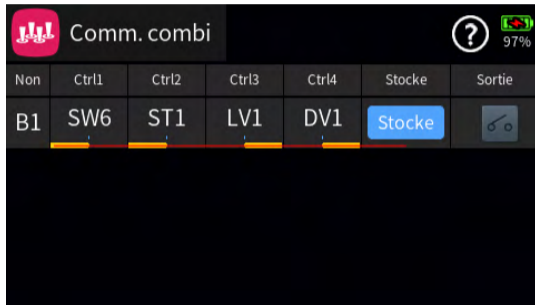 Comm. combi
?
97%
Non Ctrl1 Ctrl2 Ctrl3 Ctrl4 Stocke Sortie
B1 SW6 ST1 LV1 DV1 Stocke